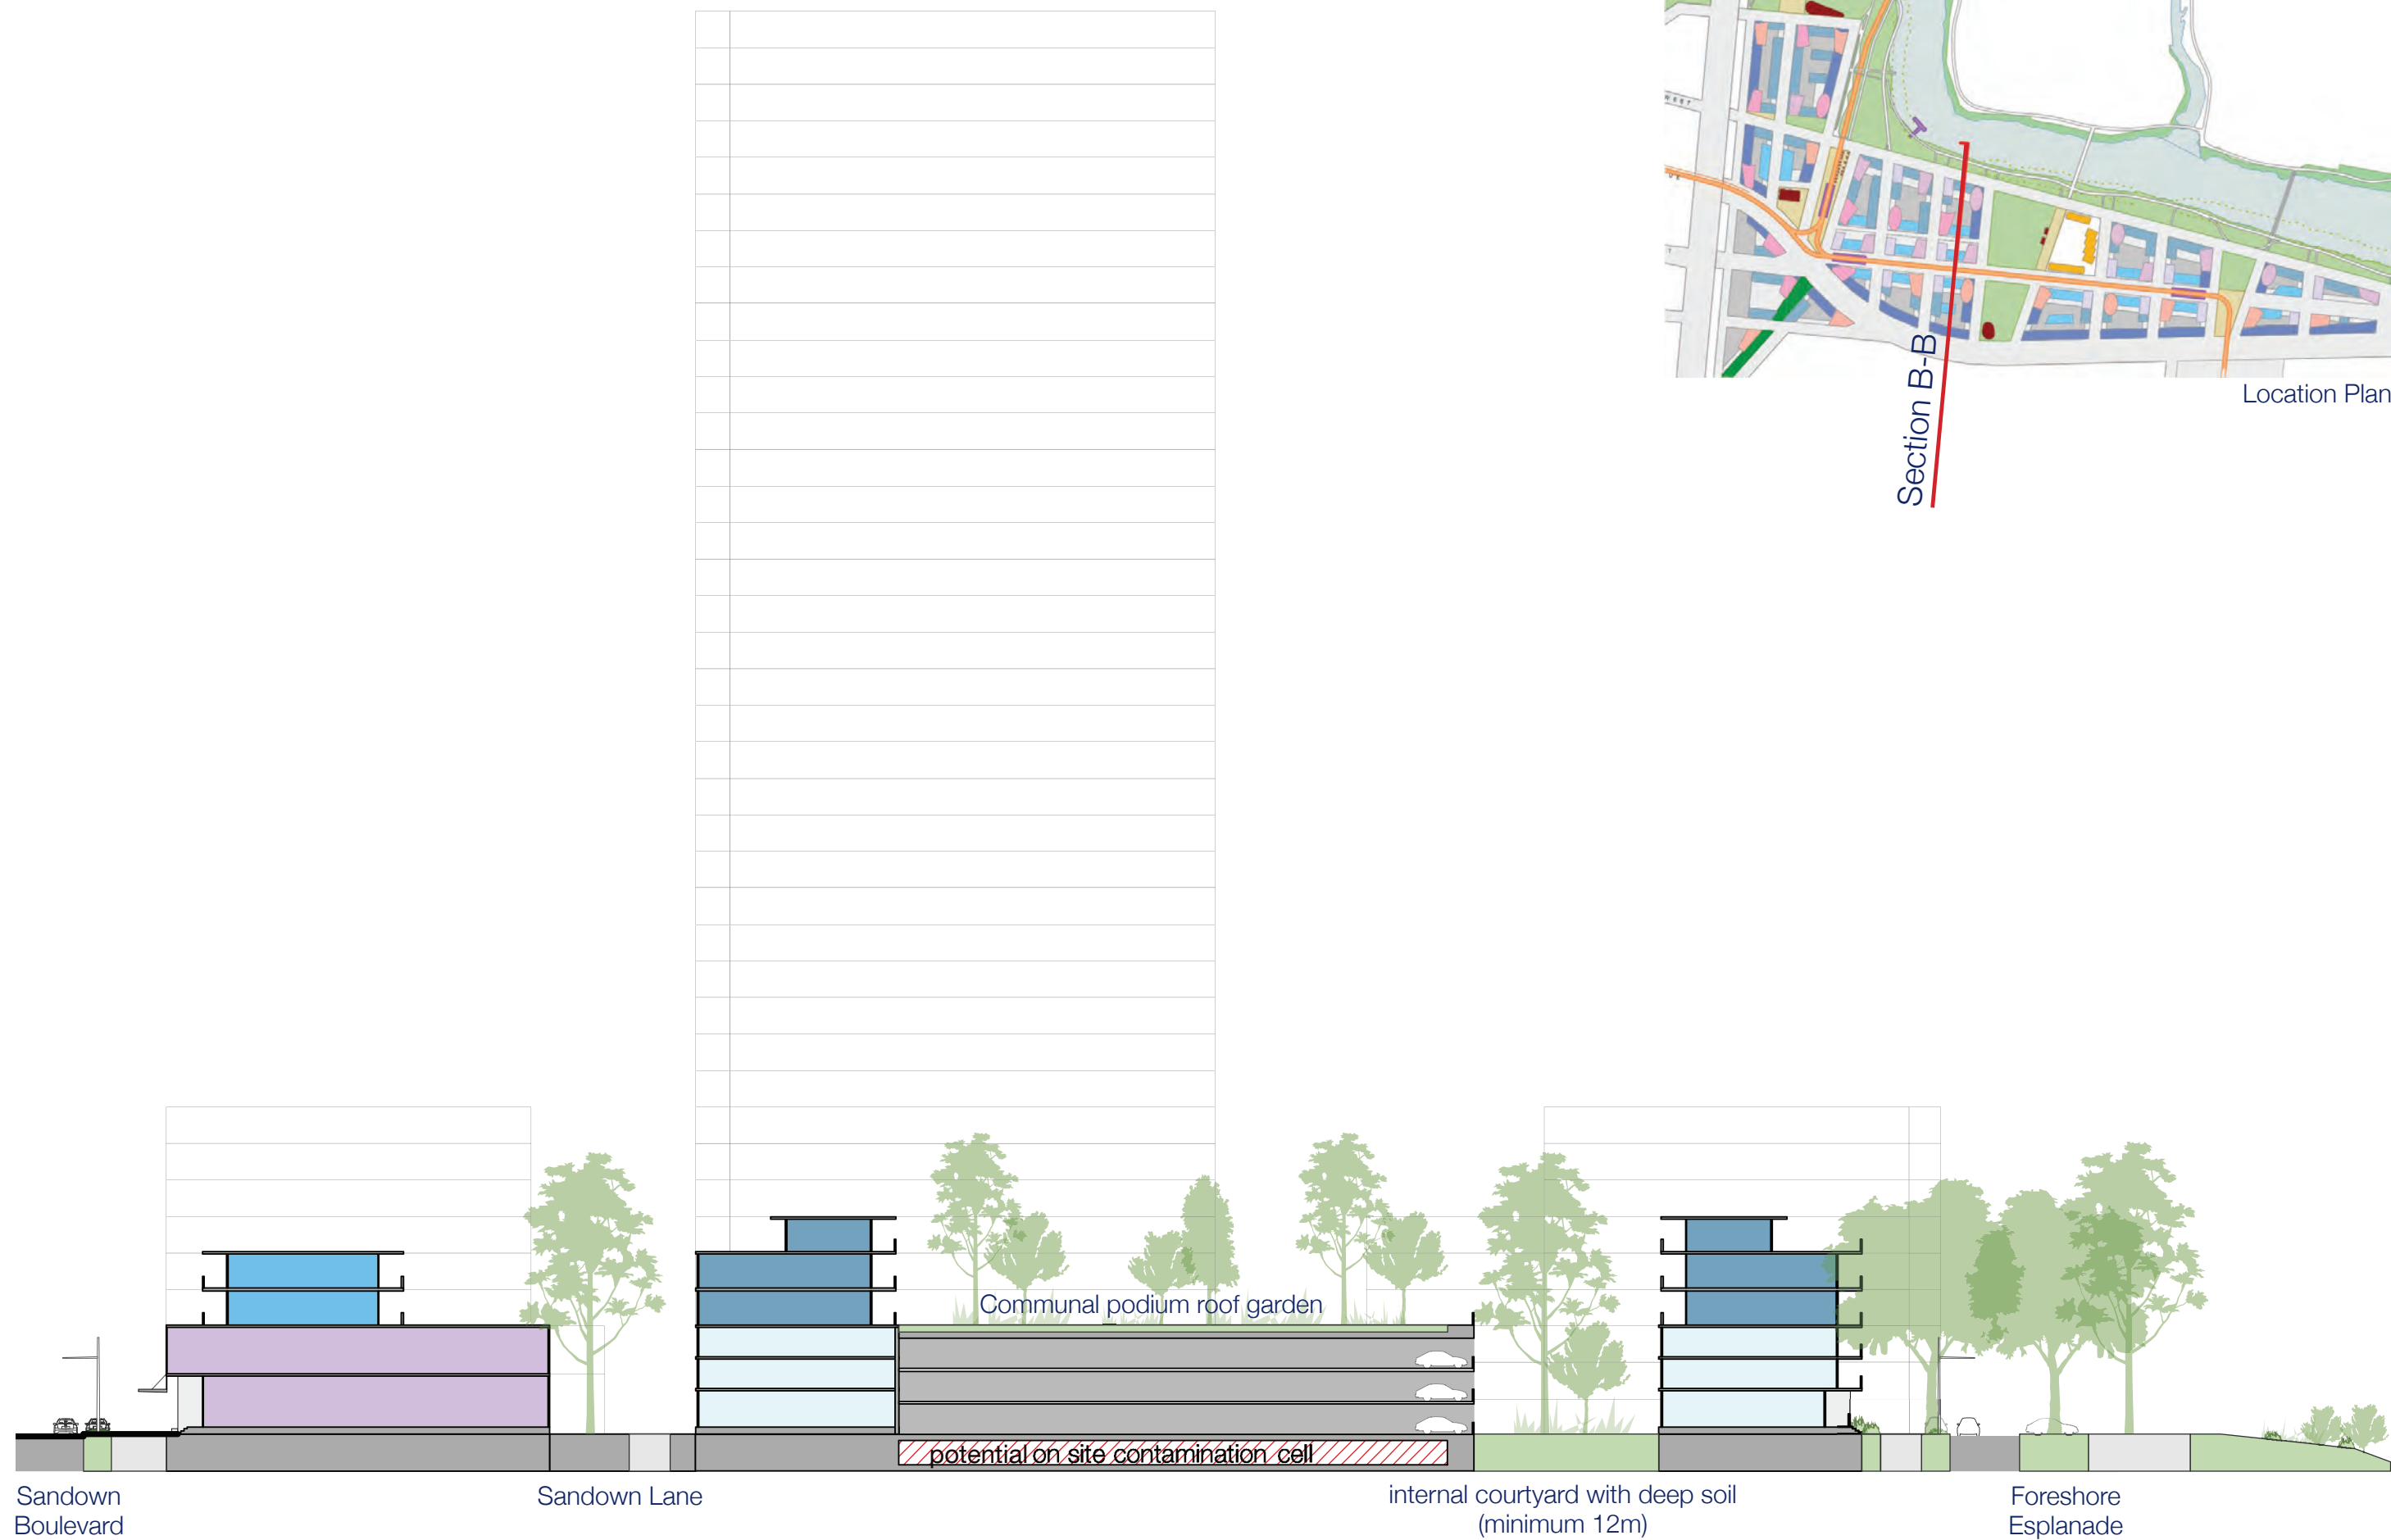 WEST
Location Plan
Section B-B
Communal podium roof garden
potential on site contamination cell
Sandown
Boulevard
Sandown Lane
internal courtyard with deep soil
(minimum 12m)
Foreshore
Esplanade